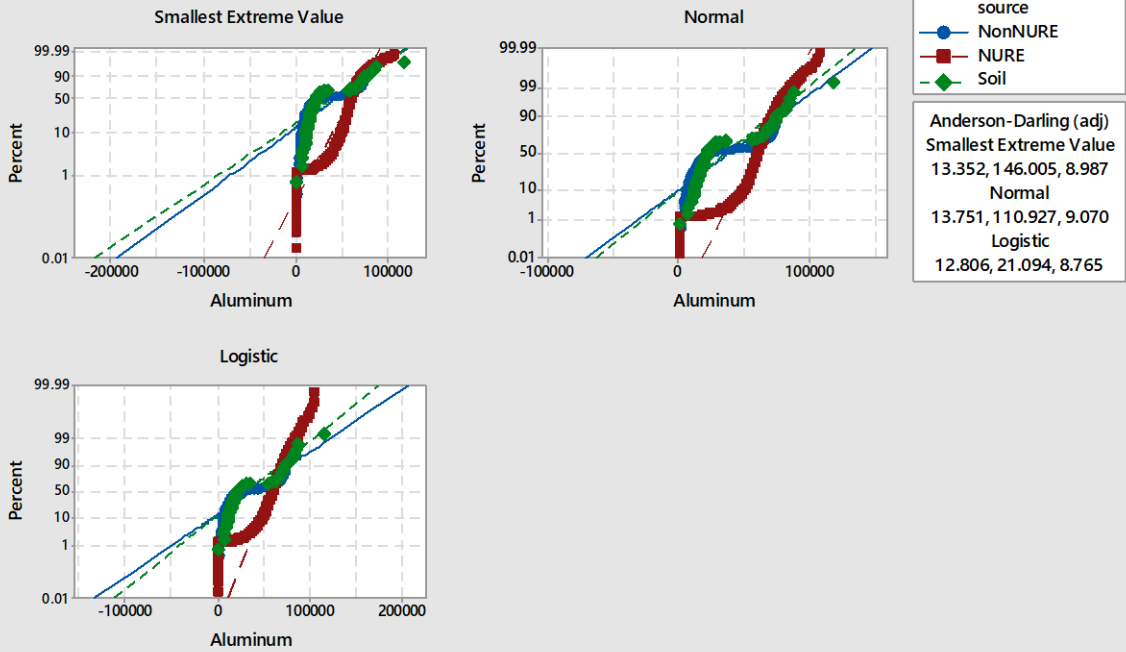 Smallest Extreme Value
99.99
90
50
10
1
0.01
Percent
-200000 -100000 0 100000
Aluminum
Normal
99.99
99
90
50
10
1
0.01
Percent
-100000 0 100000
Aluminum
source
NonNURE
NURE
Soil
Anderson-Darling (adj)
Smallest Extreme Value
13.352, 146.005, 8.987
Normal
13.751, 110.927, 9.070
Logistic
12.806, 21.094, 8.765
Logistic
99.99
99
90
50
10
1
0.01
Percent
-100000 0 100000 200000
Aluminum